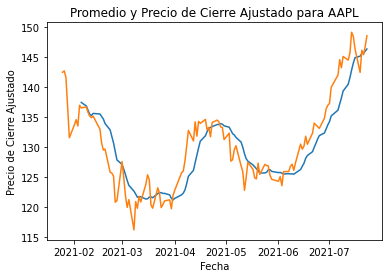 Promedio y Precio de Cierre Ajustado para AAPL
Precio de Cierre Ajustado
150
145
140
135
130
125
120
115
2021-02 2021-03 2021-04 2021-05 2021-06 2021-07
Fecha